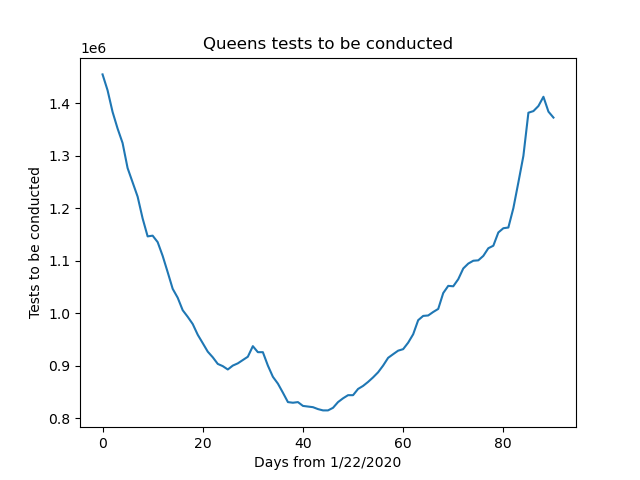 Queens tests to be conducted
1e6
1.4
1.3
1.2
1.1
1.0
0.9
0.8
Tests to be conducted
0 20 40 60 80
Days from 1/22/2020